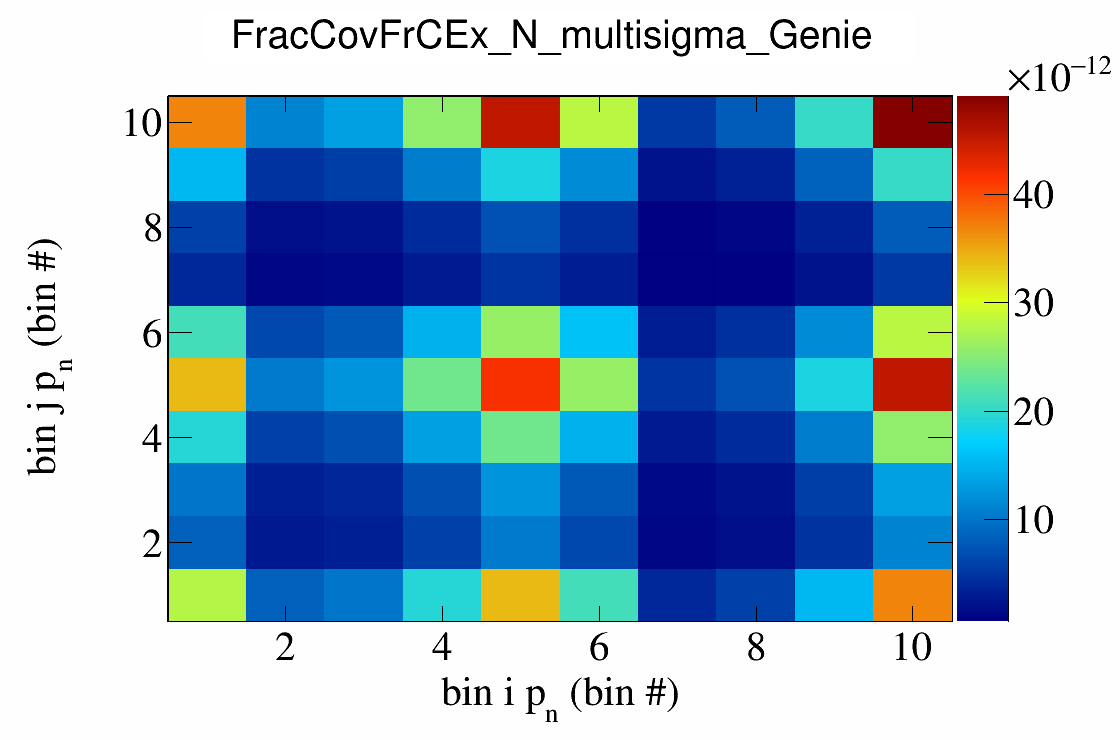 FracCovFrCEx_N_multisigma_Genie
×10⁻¹²
10
8
6
4
2
2 4 6 8 10
40
30
20
10
bin j pₙ (bin #)
bin i pₙ (bin #)